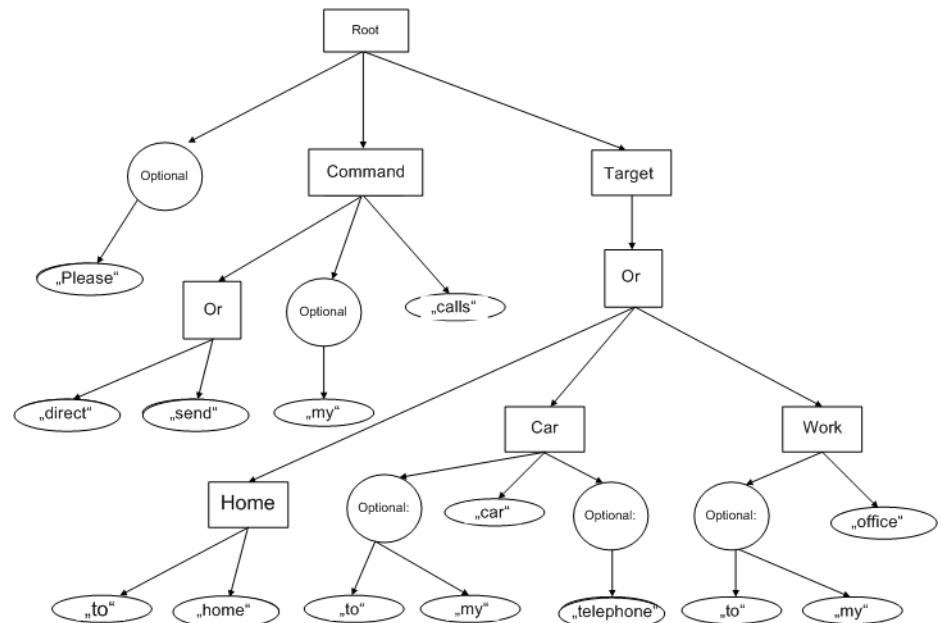 Root
Optional
Command
Target
„Please“
Or
Optional
„calls“
Or
„direct“
„send“
„my“
Car
Work
Home
Optional:
„car“
Optional:
Optional:
„office“
„to“
„home“
„to“
„my“
„telephone“
„to“
„my“